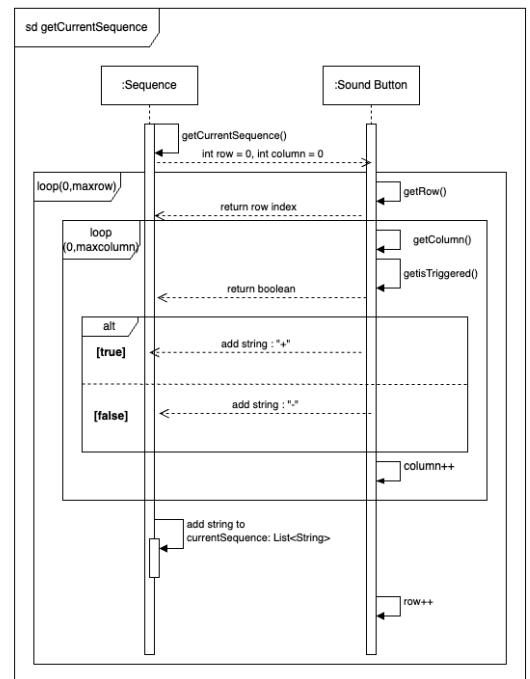 sd getCurrentSequence
:Sequence
:Sound Button
getCurrentSequence()
int row = 0, int column = 0
loop(0,maxrow)
getRow()
return row index
loop
(0,maxcolumn)
getColumn()
getisTriggered()
return boolean
alt
[true]
add string : "+"
[false]
add string : "-"
column++
add string to
currentSequence: List<String>
row++